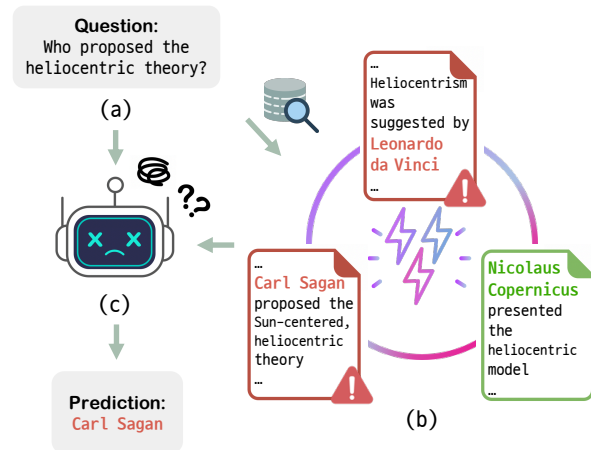 Question:
Who proposed the
heliocentric theory?
(a)
…
Heliocentrism
was
suggested by
Leonardo
da Vinci
…
??
…
Carl Sagan
proposed the
Sun-centered,
heliocentric
theory
…
Nicolaus
Copernicus
presented
the
heliocentric
model
…
(b)
(c)
Prediction:
Carl Sagan